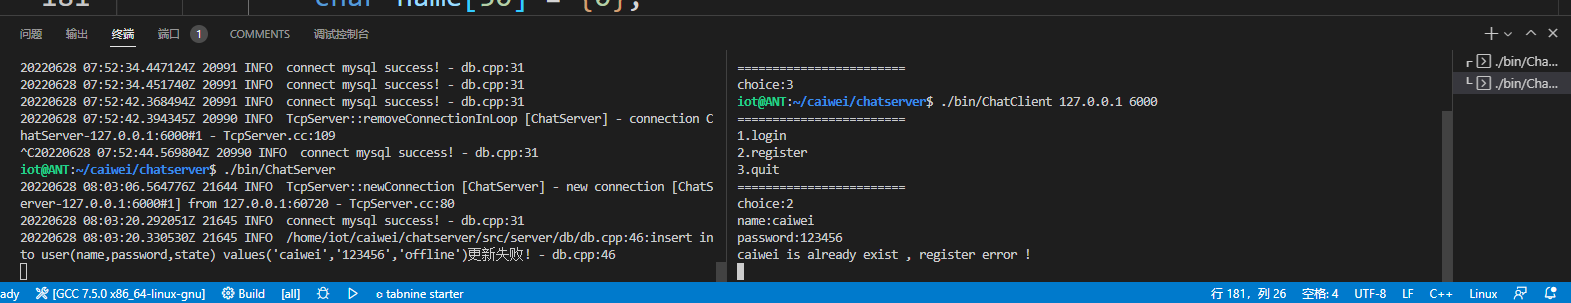 181 char name[50] = {0};
问题 输出 终端 端口 1 COMMENTS 调试控制台
20220628 07:52:34.447124Z 20991 INFO  connect mysql success! - db.cpp:31
20220628 07:52:34.451740Z 20991 INFO  connect mysql success! - db.cpp:31
20220628 07:52:42.368494Z 20991 INFO  connect mysql success! - db.cpp:31
20220628 07:52:42.394345Z 20990 INFO  TcpServer::removeConnectionInLoop [ChatServer] - connection C
hatServer-127.0.0.1:6000#1 - TcpServer.cc:109
^C20220628 07:52:44.569804Z 20990 INFO  connect mysql success! - db.cpp:31
iot@ANT:~/caiwei/chatserver$ ./bin/ChatServer
20220628 08:03:06.564776Z 21644 INFO  TcpServer::newConnection [ChatServer] - new connection [ChatS
erver-127.0.0.1:6000#1] from 127.0.0.1:60720 - TcpServer.cc:80
20220628 08:03:20.292051Z 21645 INFO  connect mysql success! - db.cpp:31
20220628 08:03:20.330530Z 21645 INFO  /home/iot/caiwei/chatserver/src/server/db/db.cpp:46:insert in
to user(name,password,state) values('caiwei','123456','offline')更新失败! - db.cpp:46
========================
choice:3
iot@ANT:~/caiwei/chatserver$ ./bin/ChatClient 127.0.0.1 6000
========================
1.login
2.register
3.quit
========================
choice:2
name:caiwei
password:123456
caiwei is already exist , register error !
./bin/Cha...
./bin/Cha...
ady [GCC 7.5.0 x86_64-linux-gnu] Build [all] tabnine starter 行 181，列 26 空格: 4 UTF-8 LF C++ Linux